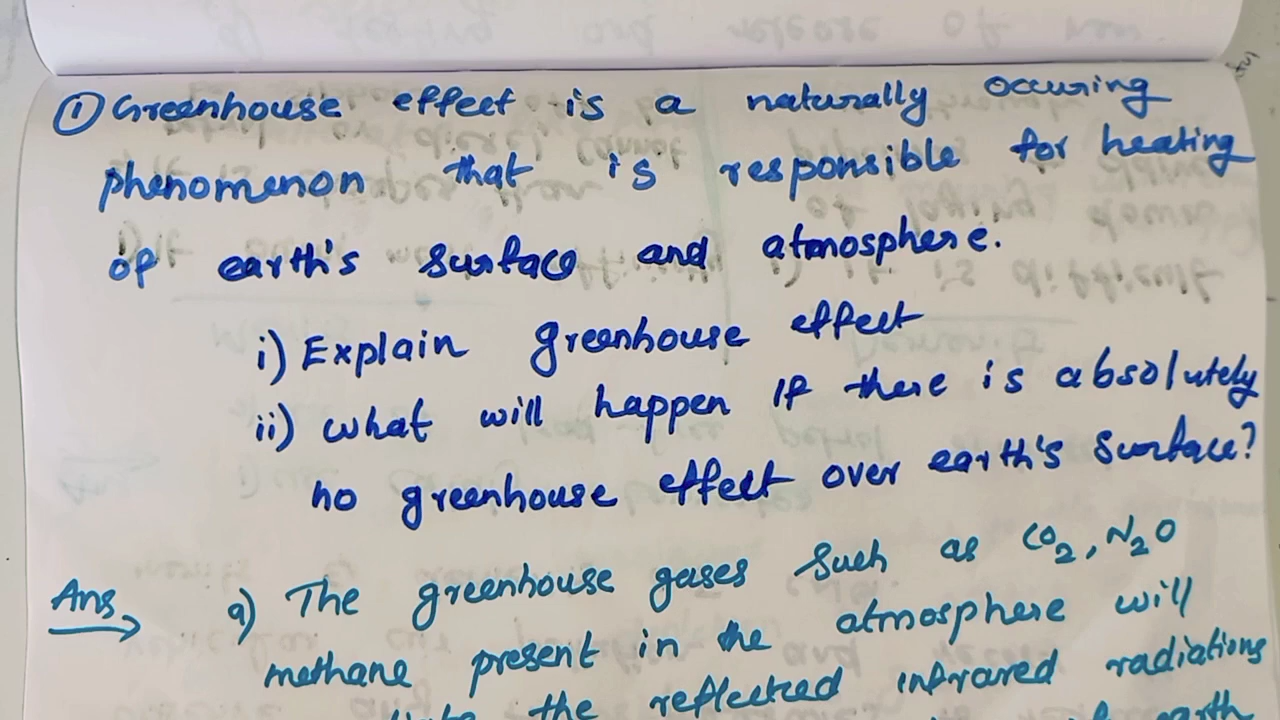 ① Greenhouse effect is a naturally occuring
phenomenon that is responsible for heating
of earth's surface and atmosphere.
i) Explain greenhouse effect
ii) what will happen if there is absolutely
no greenhouse effect over earth's surface?
Ans, a) The greenhouse gases such as CO₂, N₂O
methane present in the atmosphere will
the reflected infrared radiations
earth